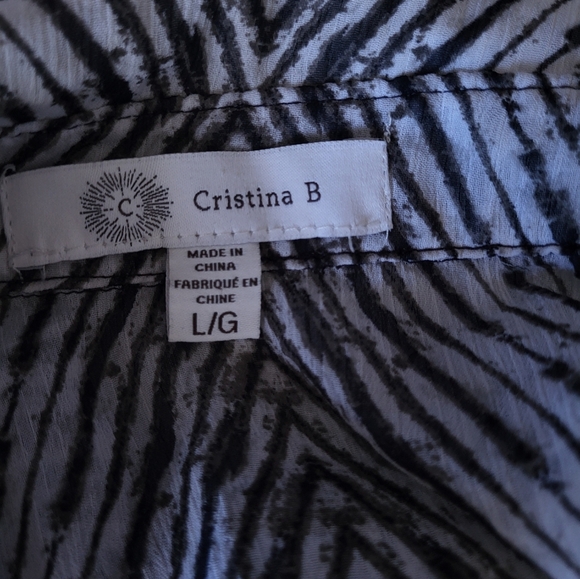 C
Cristina B
MADE IN
CHINA
FABRIQUÉ EN
CHINE
L/G